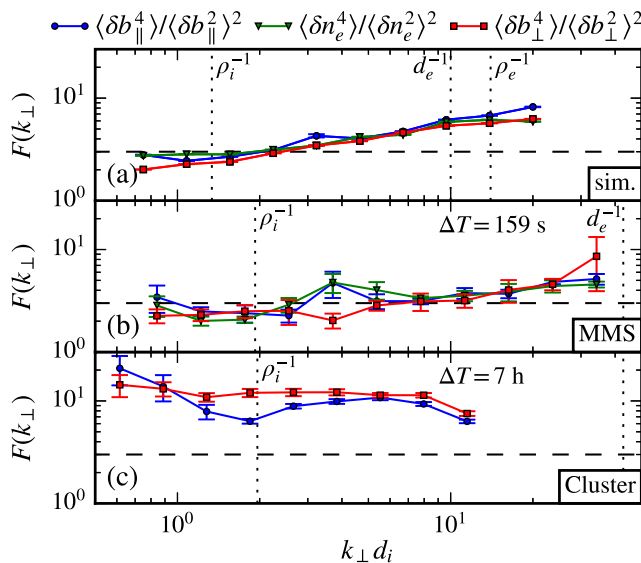 ⟨δb∥⁴⟩/⟨δb∥²⟩² ⟨δnₑ⁴⟩/⟨δnₑ²⟩² ⟨δb⊥⁴⟩/⟨δb⊥²⟩²
ρᵢ⁻¹ dₑ⁻¹ ρₑ⁻¹
10¹
F(k⊥)
(a) sim.
10⁰
ρᵢ⁻¹ ΔT = 159 s dₑ⁻¹
10¹
F(k⊥)
(b) MMS
10⁰
ρᵢ⁻¹ ΔT = 7 h
10¹
F(k⊥)
(c) Cluster
10⁰
10⁰ 10¹
k⊥dᵢ